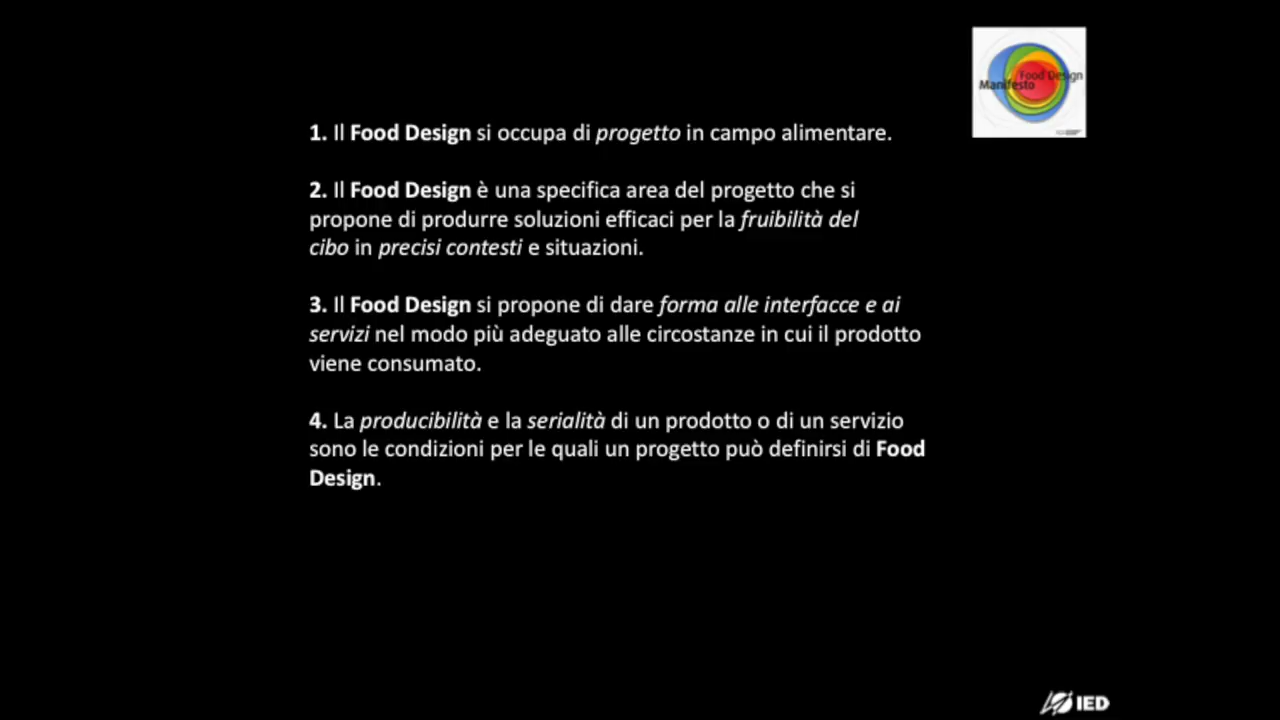 Food Design
Manifesto
1. Il Food Design si occupa di progetto in campo alimentare.
2. Il Food Design è una specifica area del progetto che si
propone di produrre soluzioni efficaci per la fruibilità del
cibo in precisi contesti e situazioni.
3. Il Food Design si propone di dare forma alle interfacce e ai
servizi nel modo più adeguato alle circostanze in cui il prodotto
viene consumato.
4. La producibilità e la serialità di un prodotto o di un servizio
sono le condizioni per le quali un progetto può definirsi di Food
Design.
IED